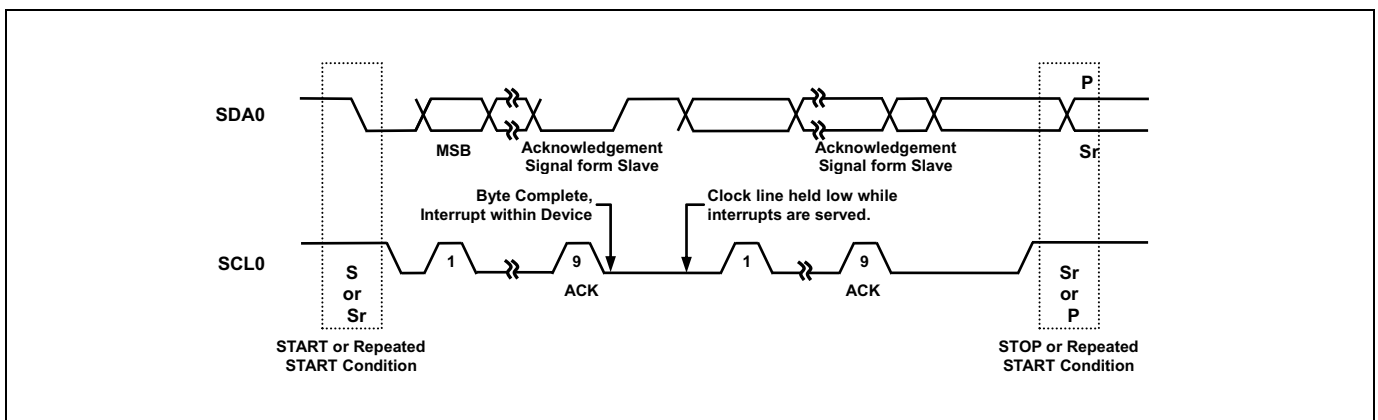 P
SDA0
MSB
Acknowledgement
Signal form Slave
Acknowledgement
Signal form Slave
Sr
Byte Complete,
Interrupt within Device
Clock line held low while
interrupts are served.
SCL0
S
or
Sr
1
9
ACK
1
9
ACK
Sr
or
P
START or Repeated
START Condition
STOP or Repeated
START Condition